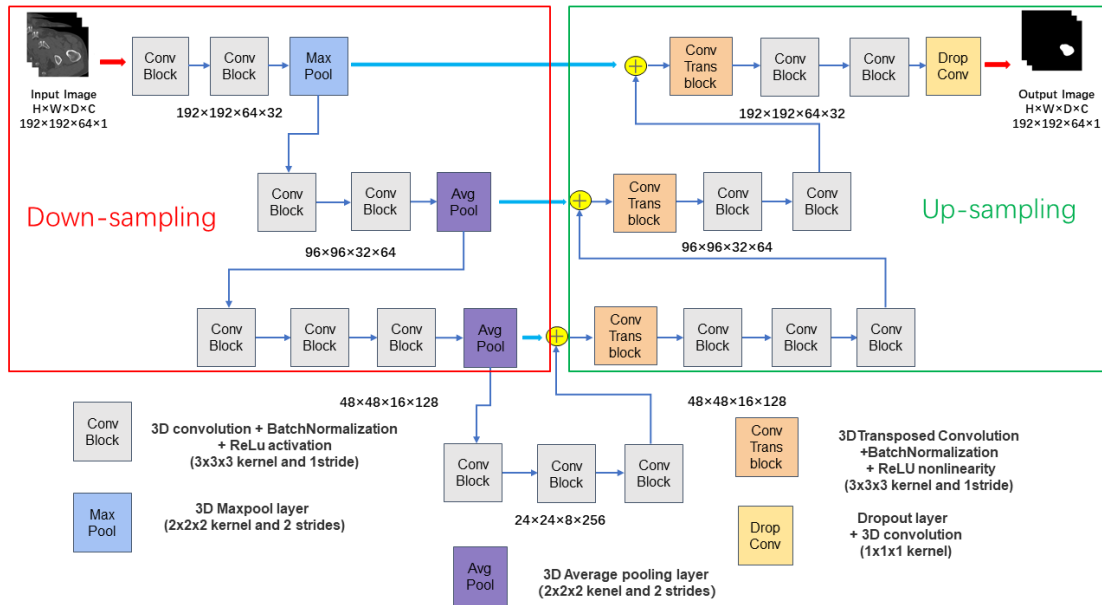 Conv
Block
Conv
Block
Max
Pool
Conv
Trans
block
Conv
Block
Conv
Block
Drop
Conv
Input Image
H×W×D×C
192×192×64×1
192×192×64×32
192×192×64×32
Output Image
H×W×D×C
192×192×64×1
Down-sampling
Conv
Block
Conv
Block
Avg
Pool
Conv
Trans
block
Conv
Block
Conv
Block
Up-sampling
96×96×32×64
96×96×32×64
Conv
Block
Conv
Block
Conv
Block
Avg
Pool
Conv
Trans
block
Conv
Block
Conv
Block
Conv
Block
48×48×16×128
48×48×16×128
Conv
Block
3D convolution + BatchNormalization
+ ReLu activation
(3x3x3 kernel and 1stride)
Conv
Block
Conv
Block
Conv
Block
24×24×8×256
Conv
Trans
block
3DTransposed Convolution
+BatchNormalization
+ ReLU nonlinearity
(3x3x3 kernel and 1stride)
Max
Pool
3D Maxpool layer
(2x2x2 kernel and 2 strides)
Drop
Conv
Dropout layer
+ 3D convolution
(1x1x1 kernel)
Avg
Pool
3D Average pooling layer
(2x2x2 kenel and 2 strides)